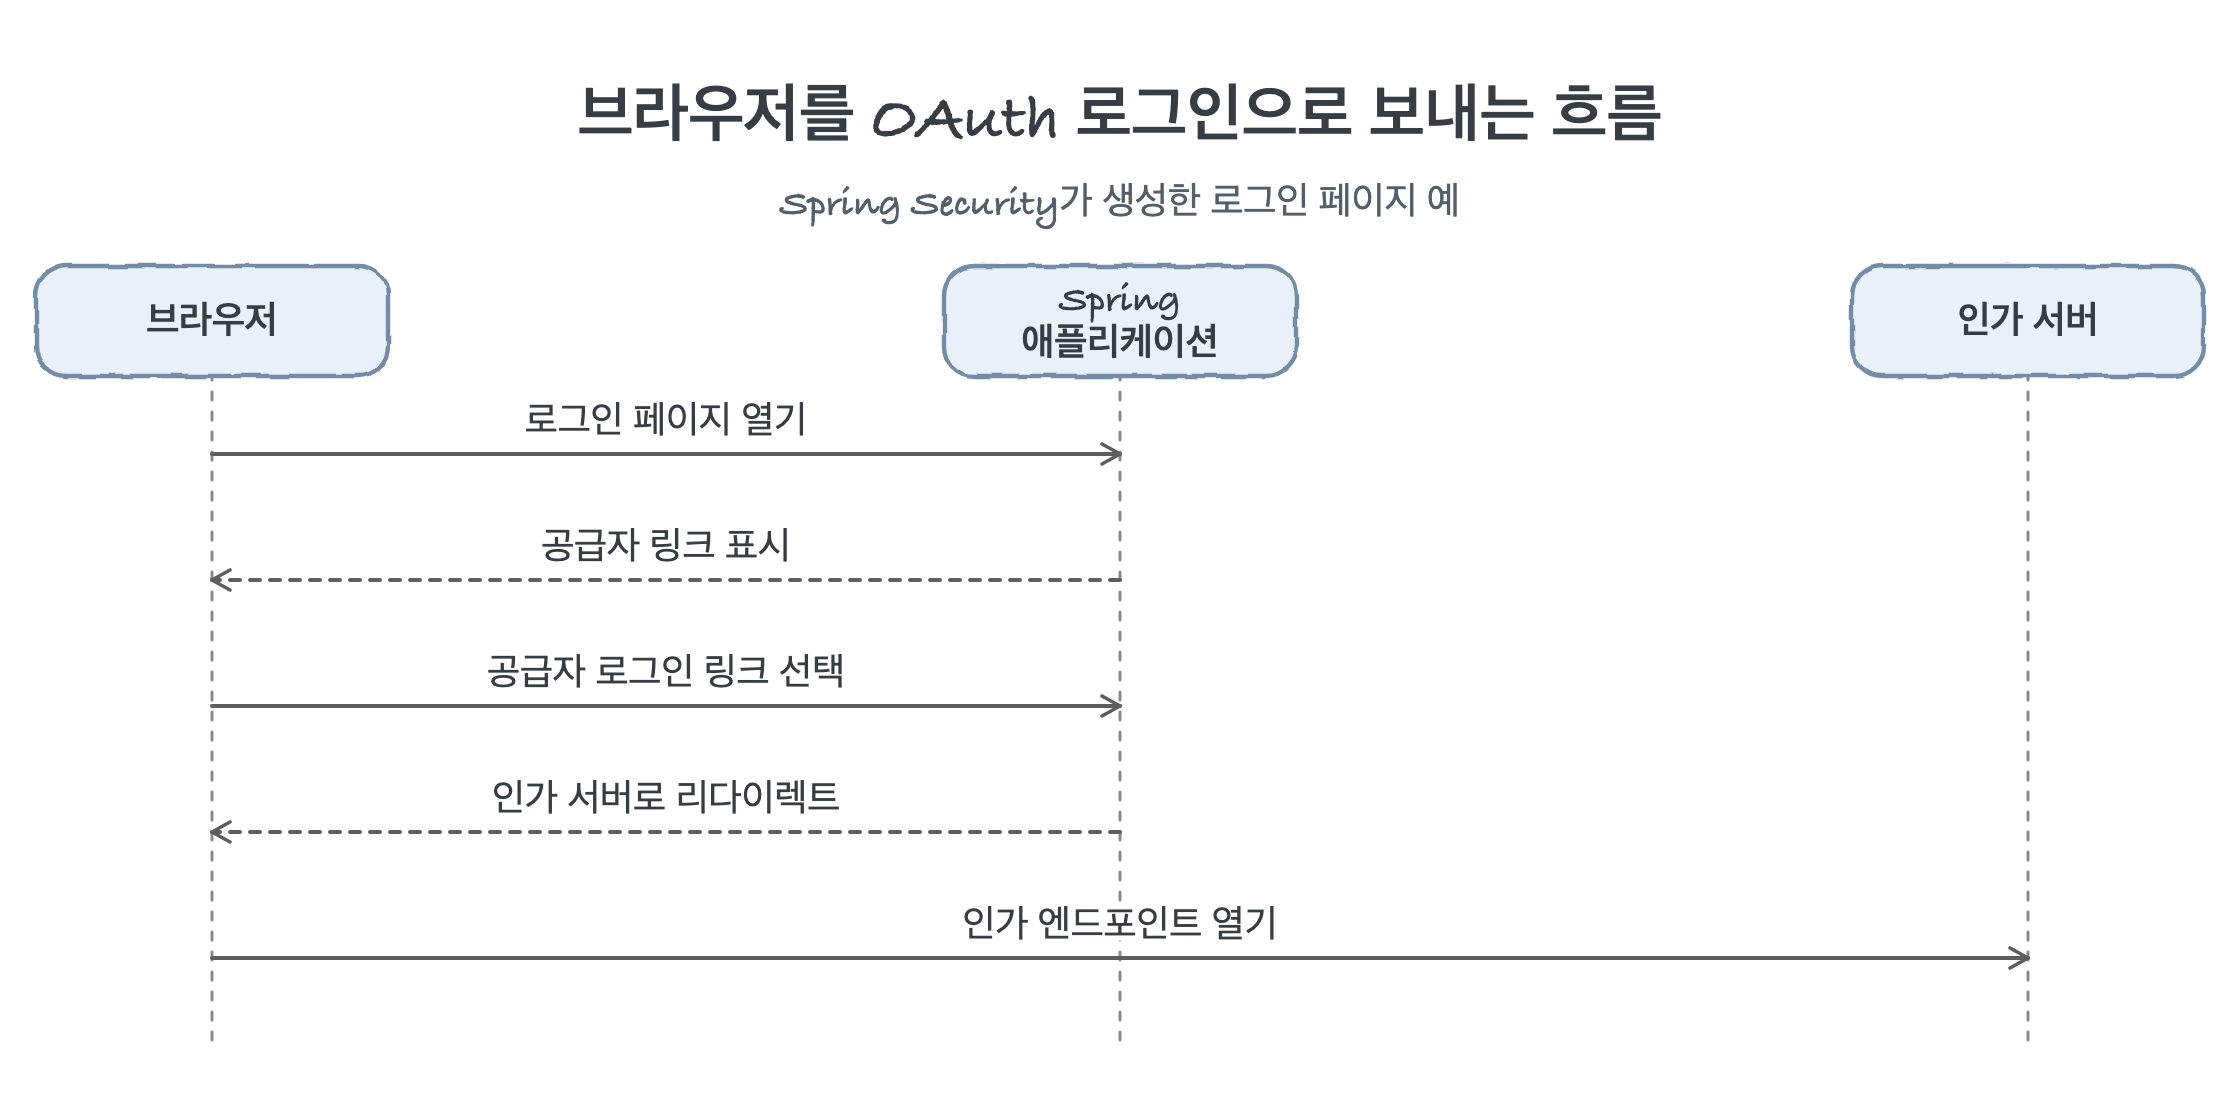 브라우저를 OAuth 로그인으로 보내는 흐름
Spring Security가 생성한 로그인 페이지 예
브라우저
Spring
애플리케이션
인가 서버
로그인 페이지 열기
공급자 링크 표시
공급자 로그인 링크 선택
인가 서버로 리다이렉트
인가 엔드포인트 열기